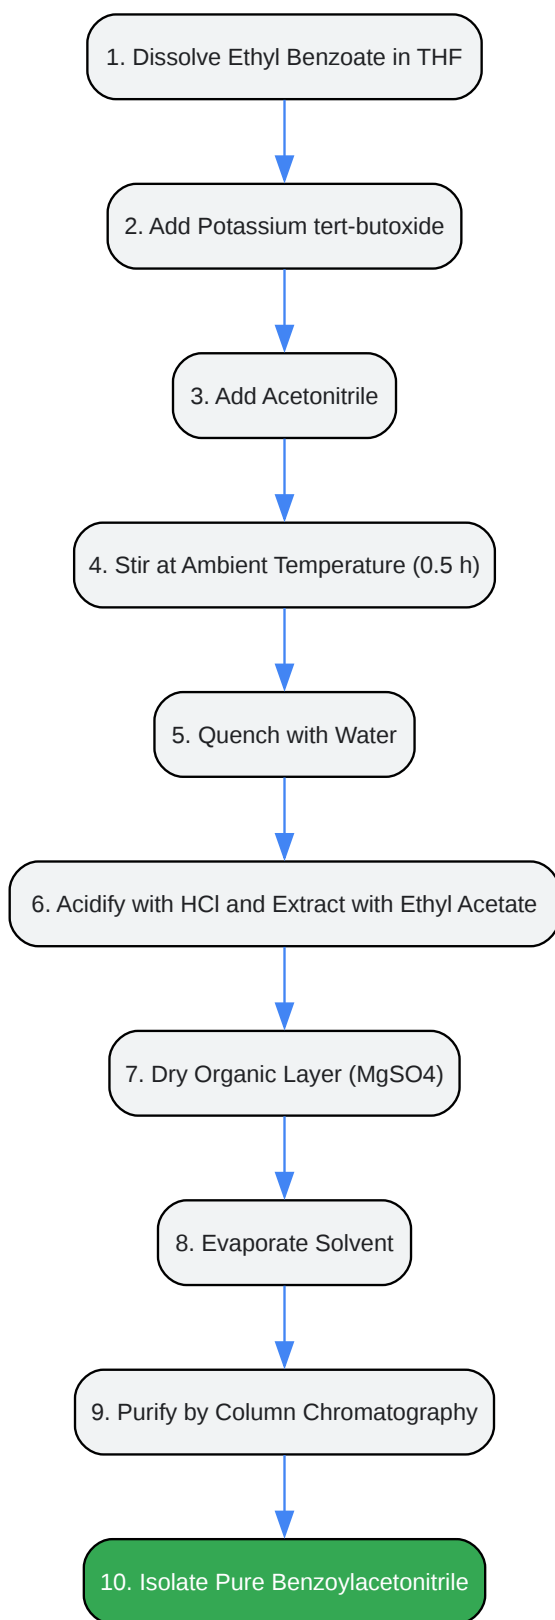 1. Dissolve Ethyl Benzoate in THF
2. Add Potassium tert-butoxide
3. Add Acetonitrile
4. Stir at Ambient Temperature (0.5 h)
5. Quench with Water
6. Acidify with HCl and Extract with Ethyl Acetate
7. Dry Organic Layer (MgSO4)
8. Evaporate Solvent
9. Purify by Column Chromatography
10. Isolate Pure Benzoylacetonitrile